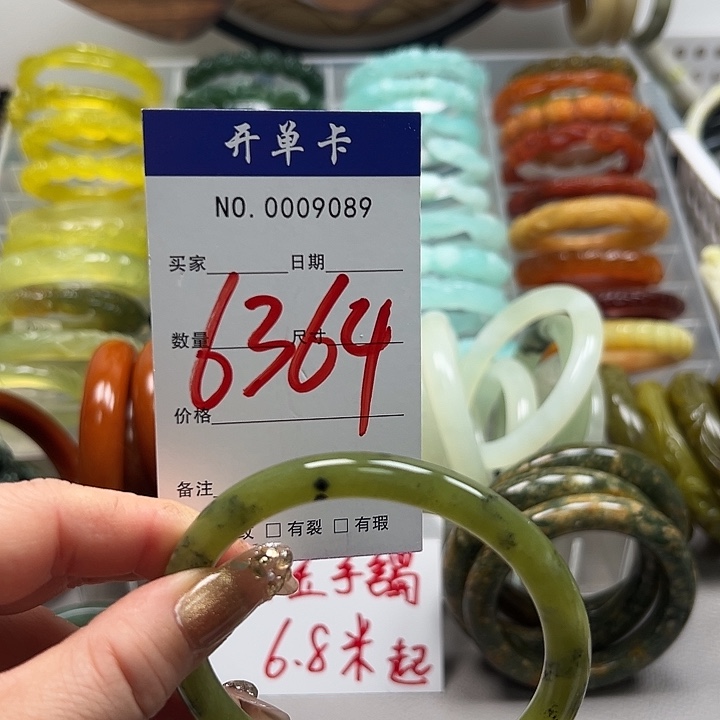 开单卡
NO. 0009089
买家 日期
数量 尺寸
6364
价格
备注
□有裂 □有瑕
手镯
6.8米起